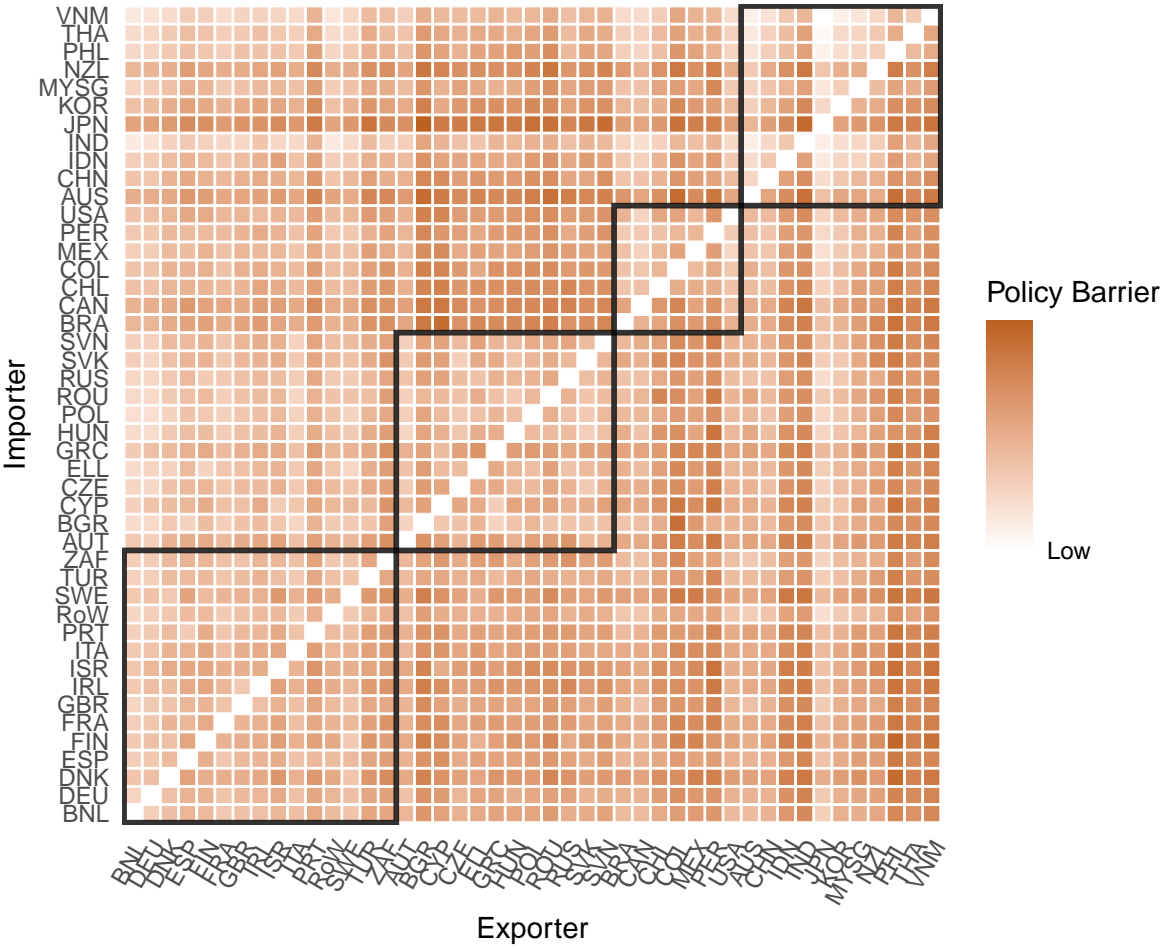 VNM
THA
PHL
NZL
MYSG
KOR
JPN
IND
IDN
CHN
AUS
USA
PER
MEX
COL
CHL
CAN
BRA
SVN
SVK
RUS
ROU
POL
HUN
GRC
ELL
CZE
CYP
BGR
AUT
ZAF
TUR
SWE
RoW
PRT
ITA
ISR
IRL
GBR
FRA
FIN
ESP
DNK
DEU
BNL
Importer
BNL
DEU
DNK
ESP
FIN
FRA
GBR
IRL
ISR
ITA
PRT
RoW
SWE
TUR
ZAF
AUT
BGR
CYP
CZE
ELL
GRC
HUN
POL
ROU
RUS
SVK
SVN
BRA
CAN
CHL
COL
MEX
PER
USA
AUS
CHN
IDN
IND
JPN
KOR
MYSG
NZL
PHL
THA
VNM
Exporter
Policy Barrier
Low